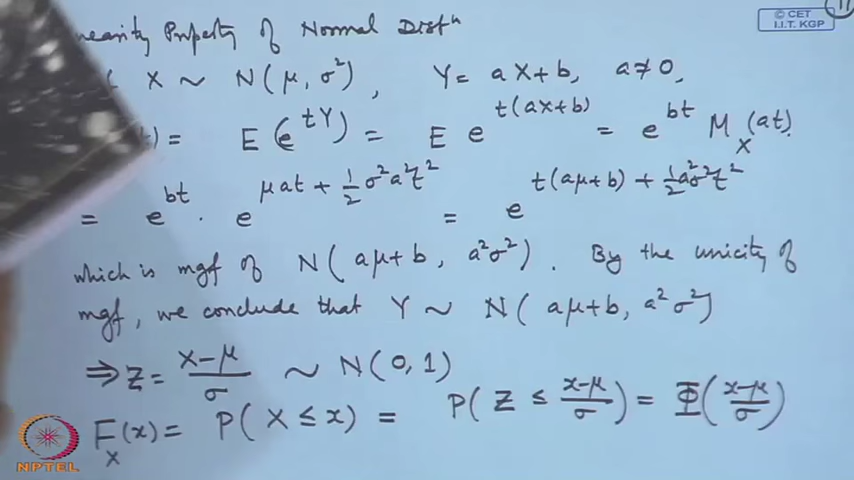 nearity Property of Normal Distⁿ
© CET
I.I.T. KGP
11
X ~ N(μ, σ²), Y = aX+b, a≠0,
t) = E(e^{tY}) = E e^{t(aX+b)} = e^{bt} M_X(at).
= e^{bt} · e^{μat + ½σ²a²t²} = e^{t(aμ+b) + ½a²σ²t²}
which is mgf of N(aμ+b, a²σ²). By the unicity of
mgf, we conclude that Y ~ N(aμ+b, a²σ²)
⇒ Z = (X-μ)/σ ~ N(0,1)
F_X(x) = P(X ≤ x) = P(Z ≤ (x-μ)/σ) = Φ((x-μ)/σ)
NPTEL